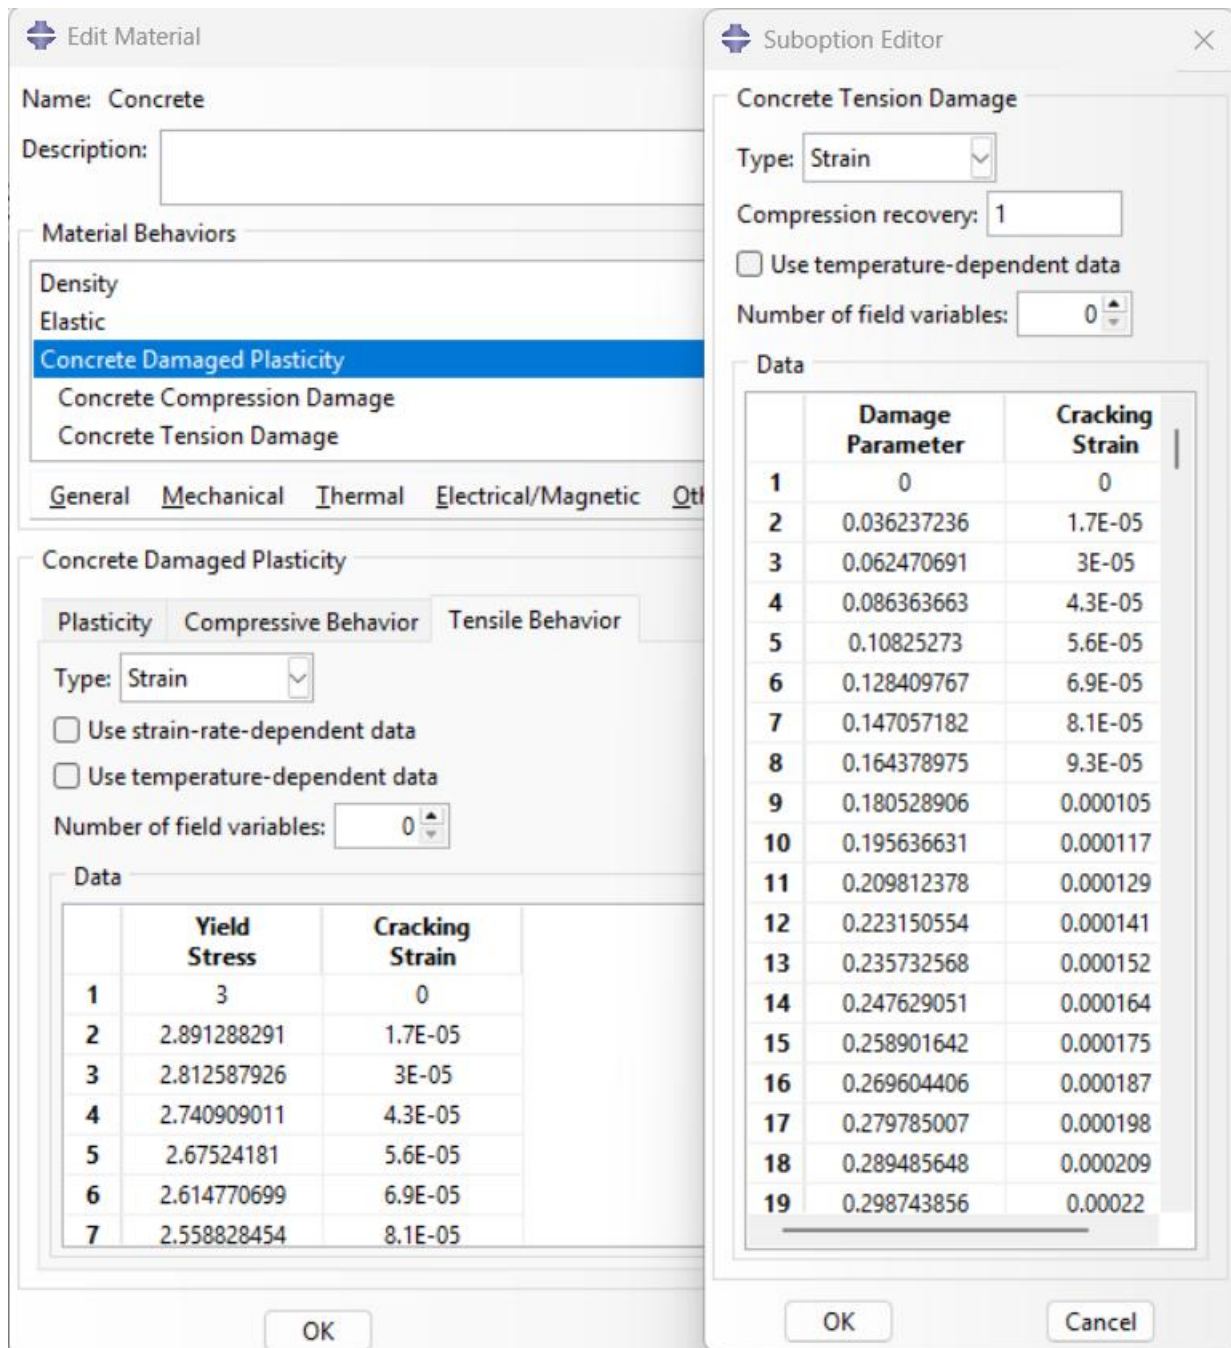 Edit Material
Name: Concrete
Description:
Material Behaviors
Density
Elastic
Concrete Damaged Plasticity
Concrete Compression Damage
Concrete Tension Damage
General Mechanical Thermal Electrical/Magnetic Oth
Concrete Damaged Plasticity
Plasticity Compressive Behavior Tensile Behavior
Type: Strain
Use strain-rate-dependent data
Use temperature-dependent data
Number of field variables: 0
Data
Yield Stress Cracking Strain
1 3 0
2 2.891288291 1.7E-05
3 2.812587926 3E-05
4 2.740909011 4.3E-05
5 2.67524181 5.6E-05
6 2.614770699 6.9E-05
7 2.558828454 8.1E-05
OK
Suboption Editor
Concrete Tension Damage
Type: Strain
Compression recovery: 1
Use temperature-dependent data
Number of field variables: 0
Data
Damage Parameter Cracking Strain
1 0 0
2 0.036237236 1.7E-05
3 0.062470691 3E-05
4 0.086363663 4.3E-05
5 0.10825273 5.6E-05
6 0.128409767 6.9E-05
7 0.147057182 8.1E-05
8 0.164378975 9.3E-05
9 0.180528906 0.000105
10 0.195636631 0.000117
11 0.209812378 0.000129
12 0.223150554 0.000141
13 0.235732568 0.000152
14 0.247629051 0.000164
15 0.258901642 0.000175
16 0.269604406 0.000187
17 0.279785007 0.000198
18 0.289485648 0.000209
19 0.298743856 0.00022
OK Cancel